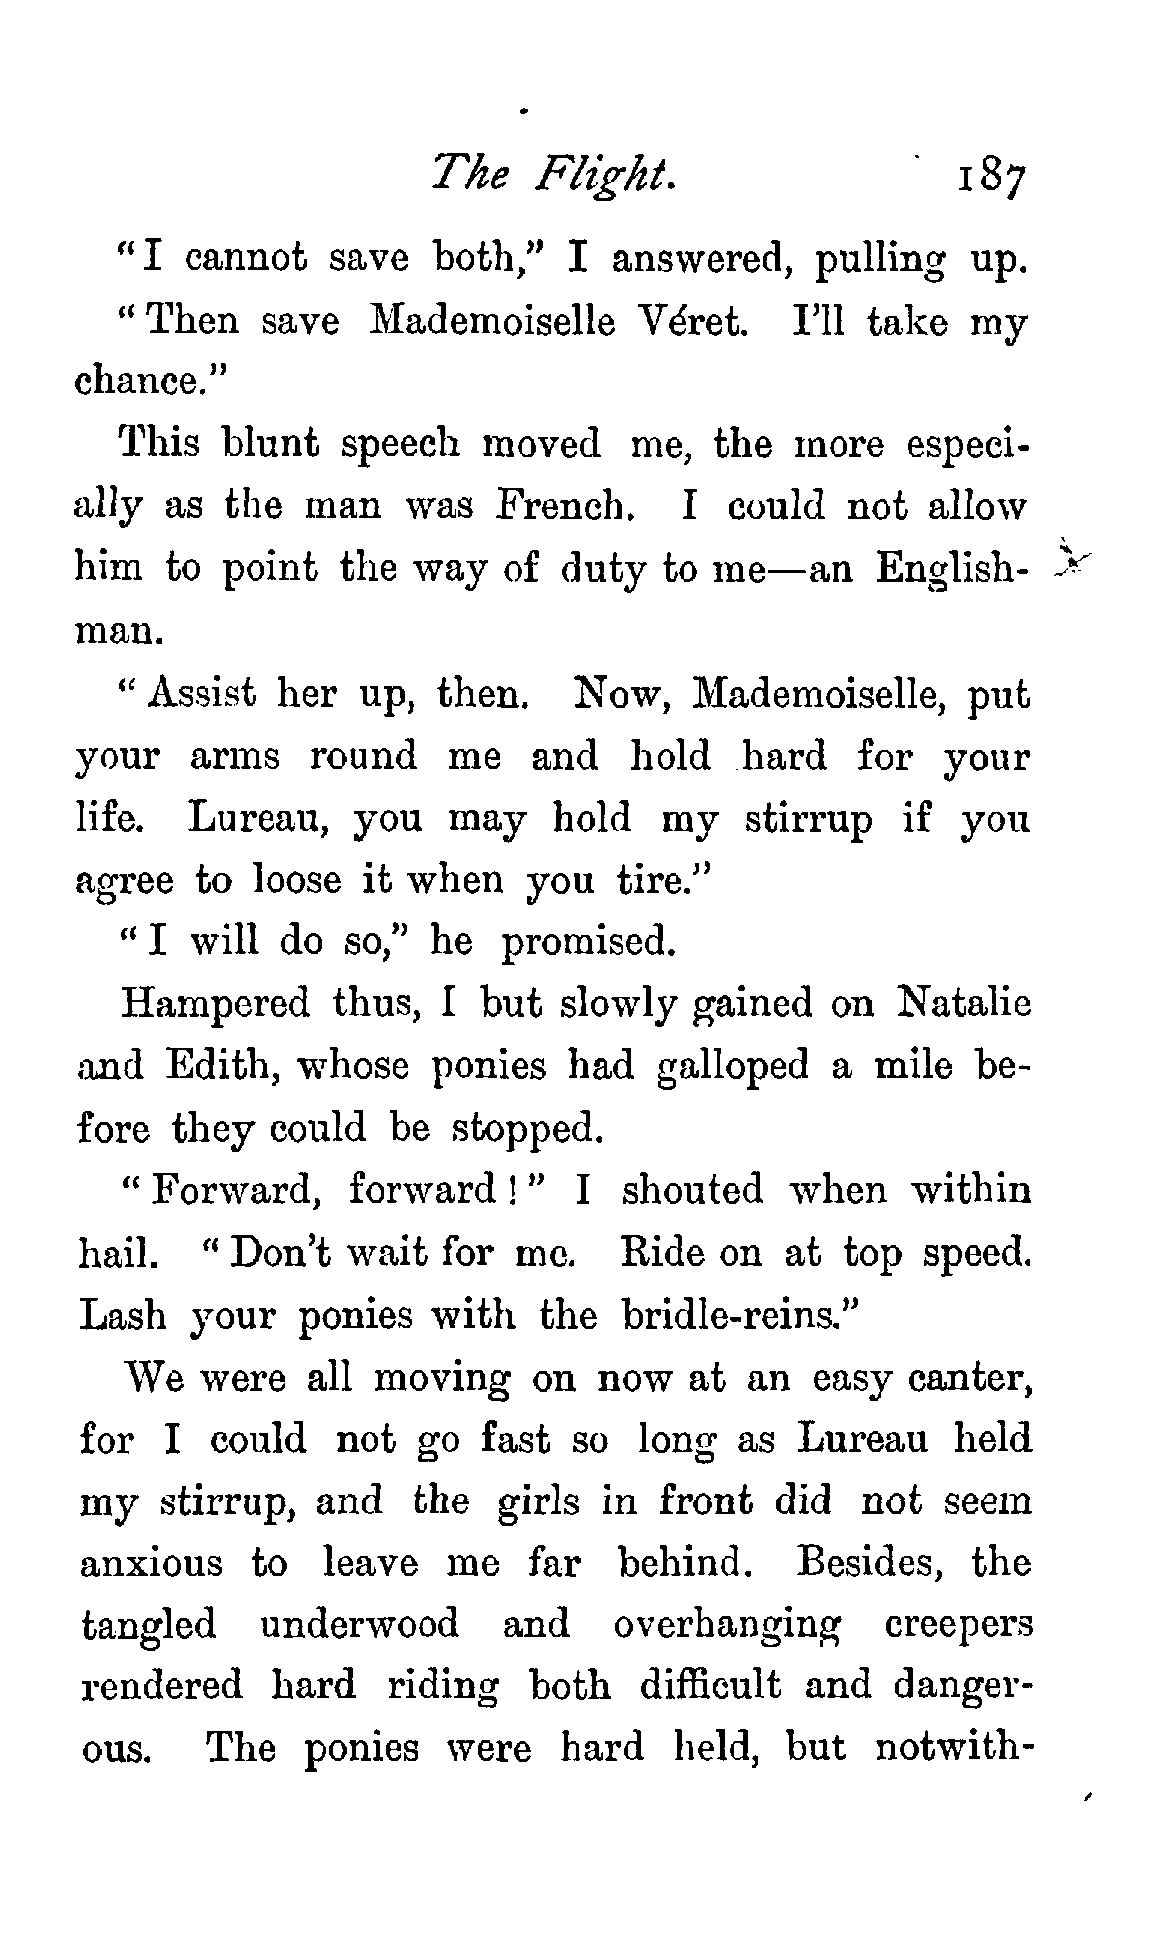 The Flight. 187
"I cannot save both," I answered, pulling up.
"Then save Mademoiselle Véret. I'll take my
chance."
This blunt speech moved me, the more especi-
ally as the man was French. I could not allow
him to point the way of duty to me—an English-
man.
"Assist her up, then. Now, Mademoiselle, put
your arms round me and hold hard for your
life. Lureau, you may hold my stirrup if you
agree to loose it when you tire."
"I will do so," he promised.
Hampered thus, I but slowly gained on Natalie
and Edith, whose ponies had galloped a mile be-
fore they could be stopped.
"Forward, forward!" I shouted when within
hail. "Don't wait for me. Ride on at top speed.
Lash your ponies with the bridle-reins."
We were all moving on now at an easy canter,
for I could not go fast so long as Lureau held
my stirrup, and the girls in front did not seem
anxious to leave me far behind. Besides, the
tangled underwood and overhanging creepers
rendered hard riding both difficult and danger-
ous. The ponies were hard held, but notwith-